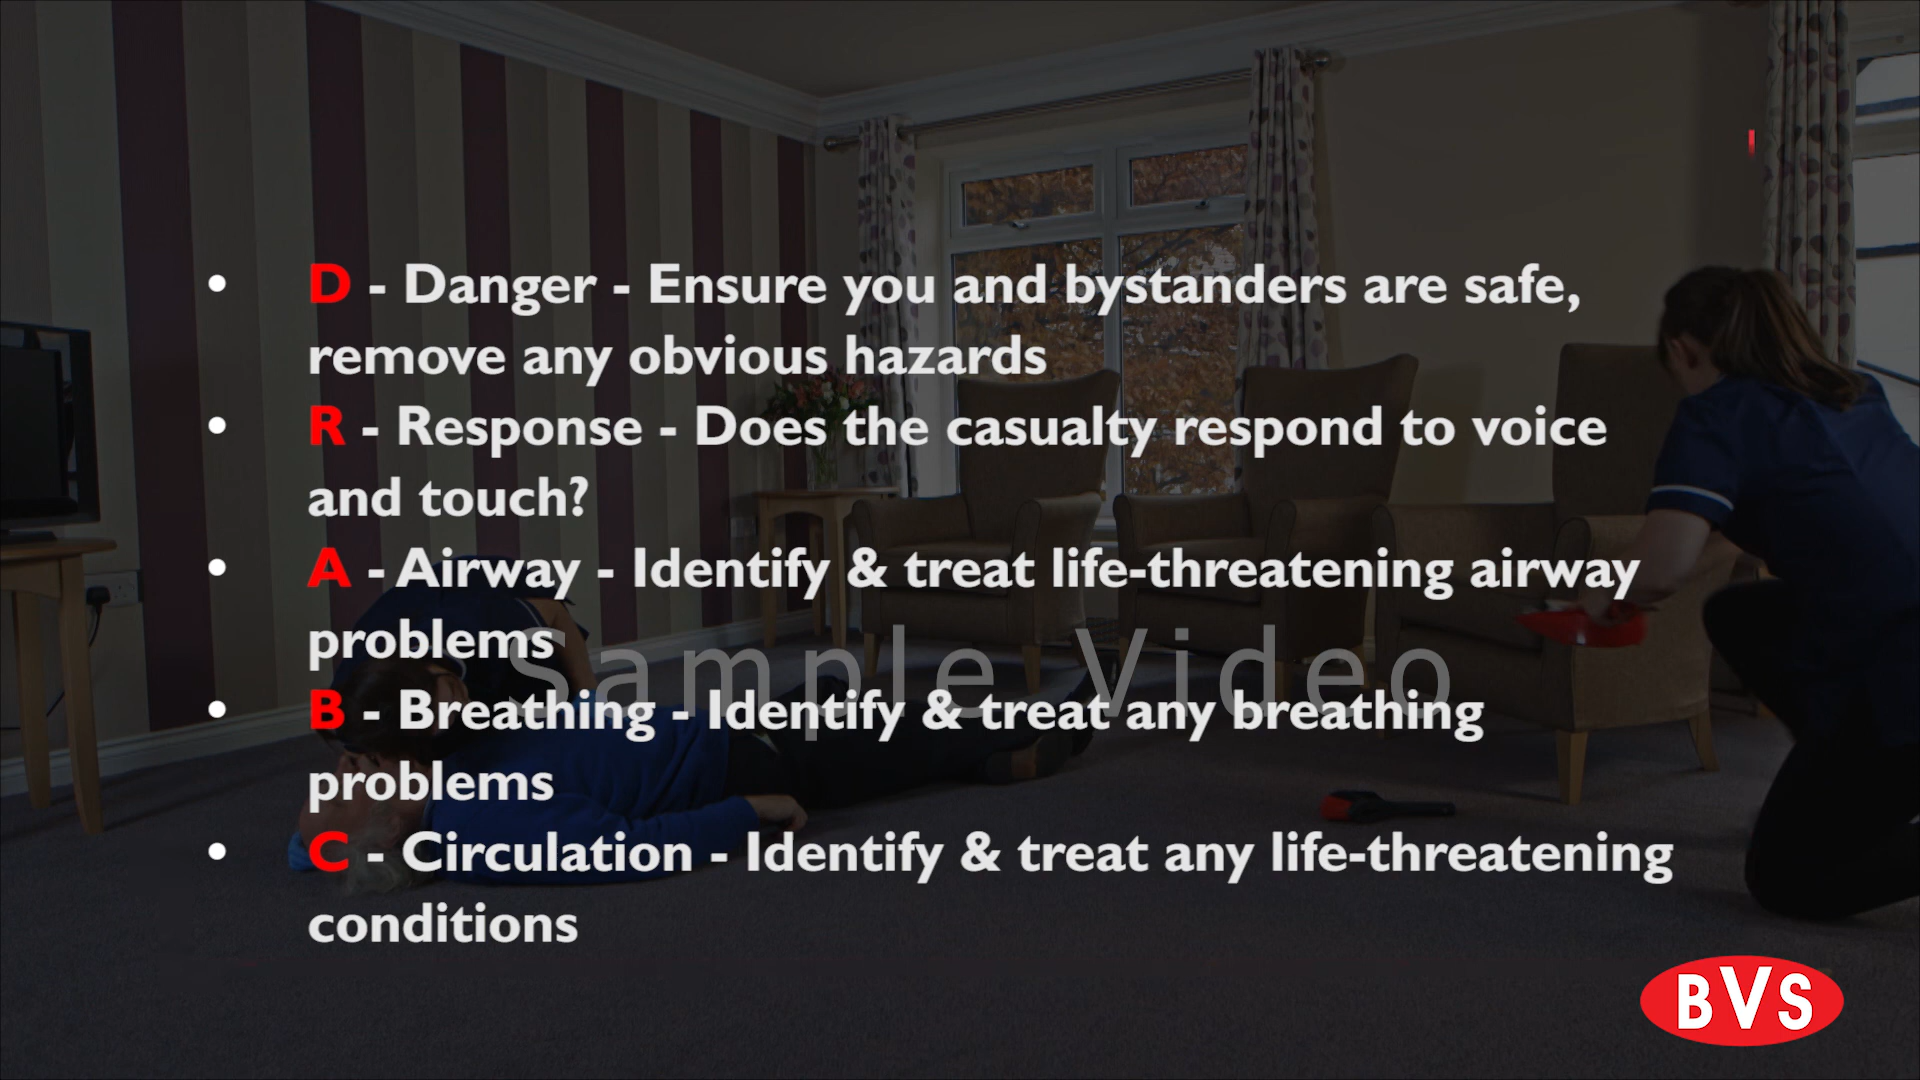 • D - Danger - Ensure you and bystanders are safe,
remove any obvious hazards
• R - Response - Does the casualty respond to voice
and touch?
• A - Airway - Identify & treat life-threatening airway
problems
Sample Video
• B - Breathing - Identify & treat any breathing
problems
• C - Circulation - Identify & treat any life-threatening
conditions
BVS